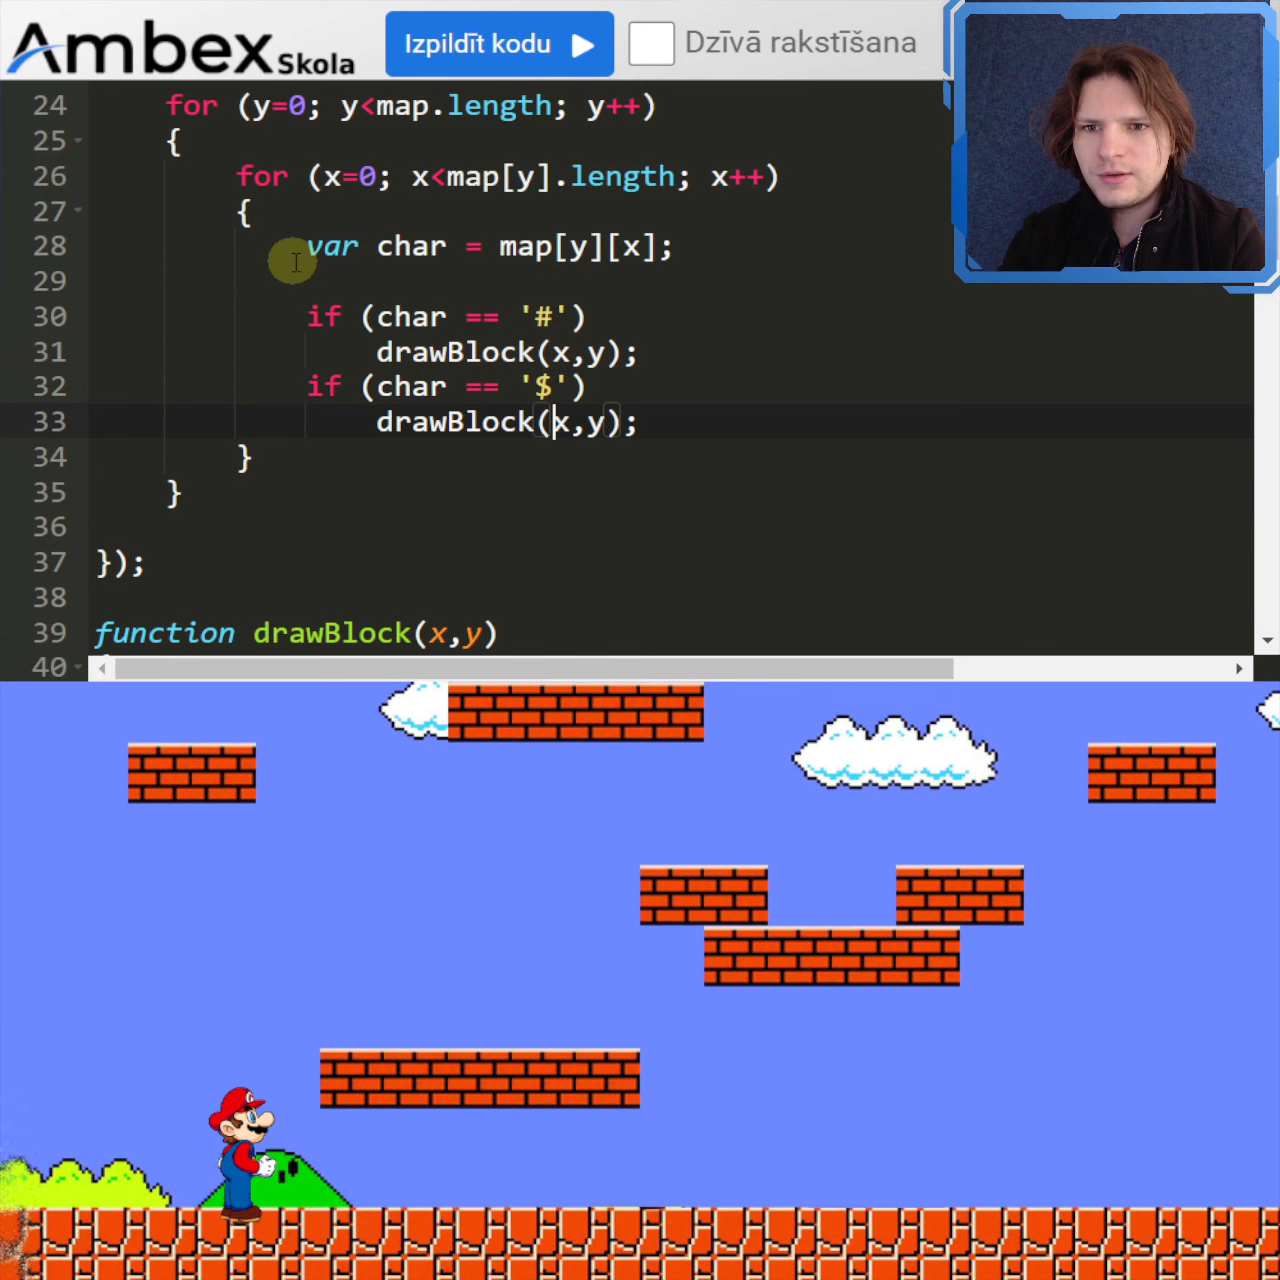 Ambex Skola
Izpildīt kodu
Dzīvā rakstīšana
24 for (y=0; y<map.length; y++)
25 {
26 for (x=0; x<map[y].length; x++)
27 {
28 var char = map[y][x];
29
30 if (char == '#')
31 drawBlock(x,y);
32 if (char == '$')
33 drawBlock(x,y);
34 }
35 }
36
37 });
38
39 function drawBlock(x,y)
40